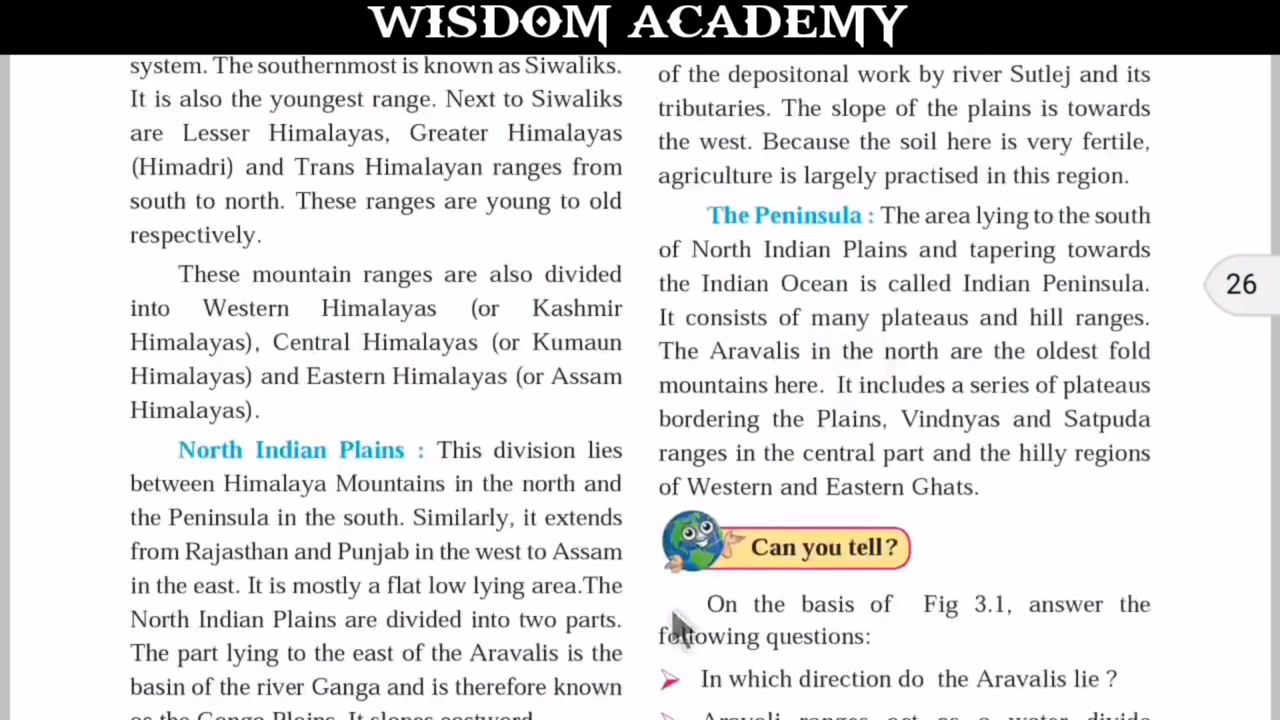 WISDOM ACADEMY
system. The southernmost is known as Siwaliks.
It is also the youngest range. Next to Siwaliks
are Lesser Himalayas, Greater Himalayas
(Himadri) and Trans Himalayan ranges from
south to north. These ranges are young to old
respectively.
These mountain ranges are also divided
into Western Himalayas (or Kashmir
Himalayas), Central Himalayas (or Kumaun
Himalayas) and Eastern Himalayas (or Assam
Himalayas).
North Indian Plains : This division lies
between Himalaya Mountains in the north and
the Peninsula in the south. Similarly, it extends
from Rajasthan and Punjab in the west to Assam
in the east. It is mostly a flat low lying area.The
North Indian Plains are divided into two parts.
The part lying to the east of the Aravalis is the
basin of the river Ganga and is therefore known
as the Ganga Plains. It slopes eastward.
of the depositonal work by river Sutlej and its
tributaries. The slope of the plains is towards
the west. Because the soil here is very fertile,
agriculture is largely practised in this region.
The Peninsula : The area lying to the south
of North Indian Plains and tapering towards
the Indian Ocean is called Indian Peninsula.
It consists of many plateaus and hill ranges.
The Aravalis in the north are the oldest fold
mountains here. It includes a series of plateaus
bordering the Plains, Vindnyas and Satpuda
ranges in the central part and the hilly regions
of Western and Eastern Ghats.
Can you tell?
On the basis of Fig 3.1, answer the
following questions:
In which direction do the Aravalis lie ?
Aravali ranges act as a water divide
26